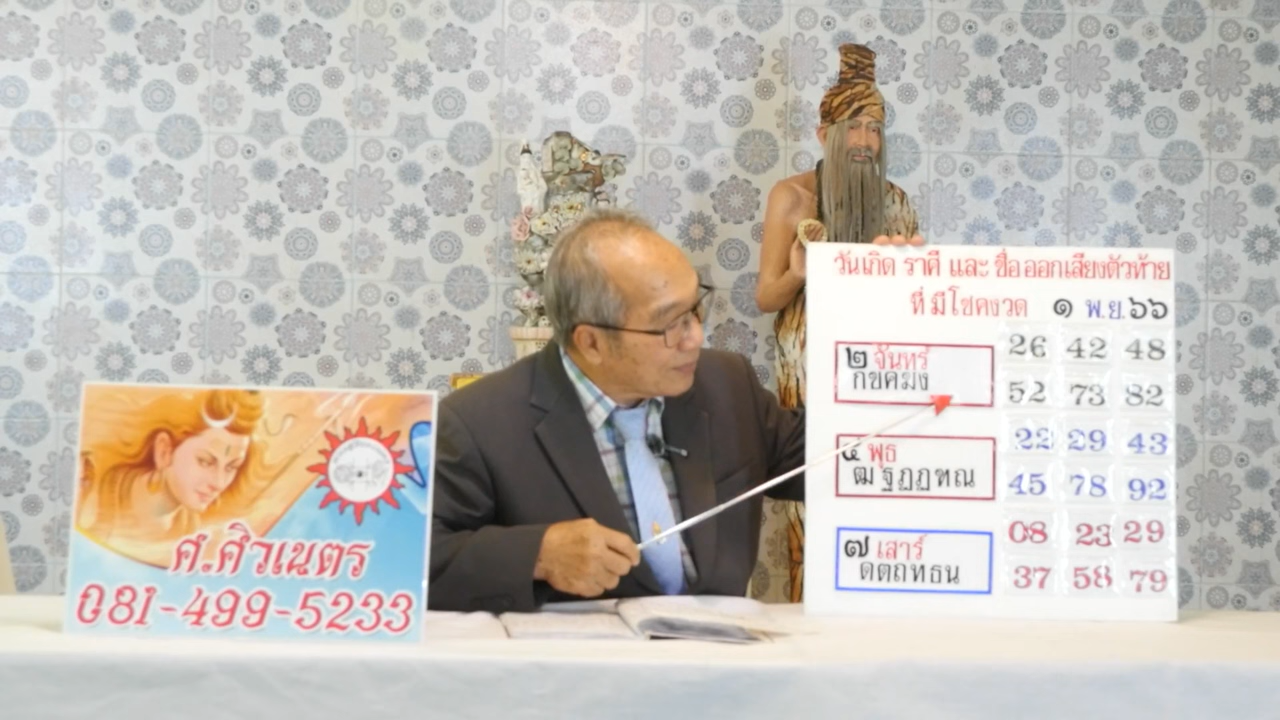 ศ.ศิวเนตร
081-499-5233
วันเกิด ราศี และ ชื่อออกเสียงตัวท้าย
ที่มีโชคงวด ๑ พ.ย.๖๖
๒ จันทร์
กขคฆง
26 42 48
52 73 82
๔ พุธ
ฒ ฐฎฏฑณ
22 29 43
45 78 92
๗ เสาร์
ดตถทธน
08 23 29
37 58 79